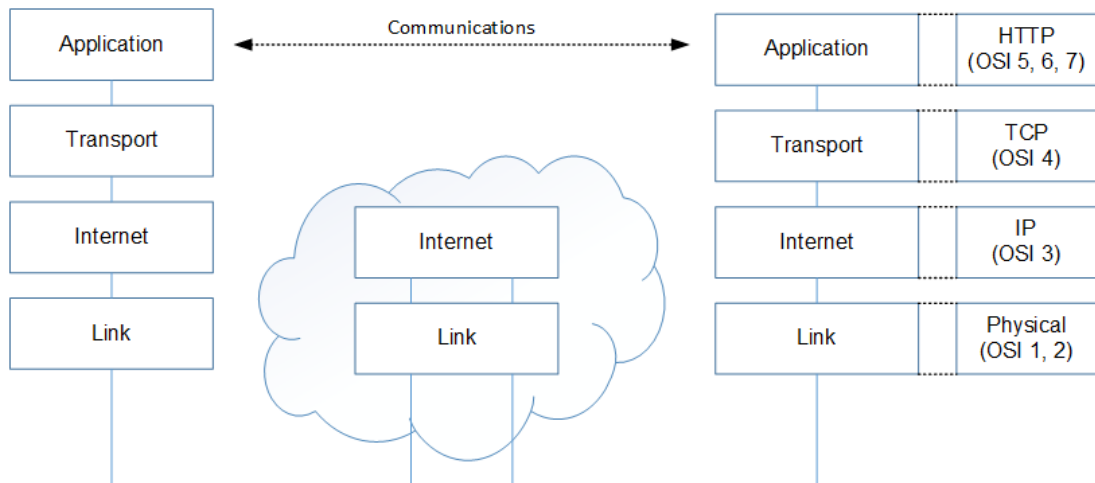 Communications
Application
Transport
Internet
Link
Internet
Link
Application
Transport
Internet
Link
HTTP
(OSI 5, 6, 7)
TCP
(OSI 4)
IP
(OSI 3)
Physical
(OSI 1, 2)